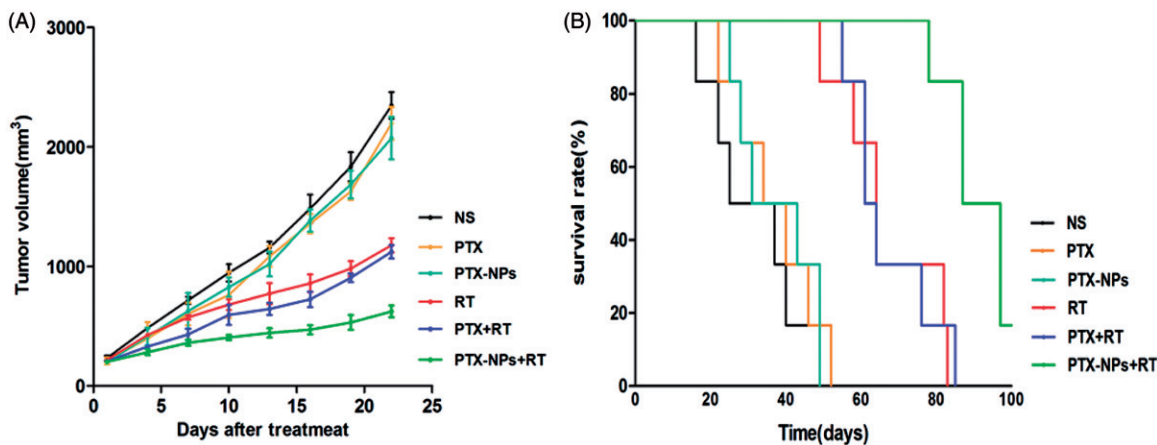 (A)
Tumor volume(mm³)
3000
2000
1000
0
0 5 10 15 20 25
Days after treatmeat
NS
PTX
PTX-NPs
RT
PTX+RT
PTX-NPs+RT
(B)
survival rate(%)
100
80
60
40
20
0
0 20 40 60 80 100
Time(days)
NS
PTX
PTX-NPs
RT
PTX+RT
PTX-NPs+RT